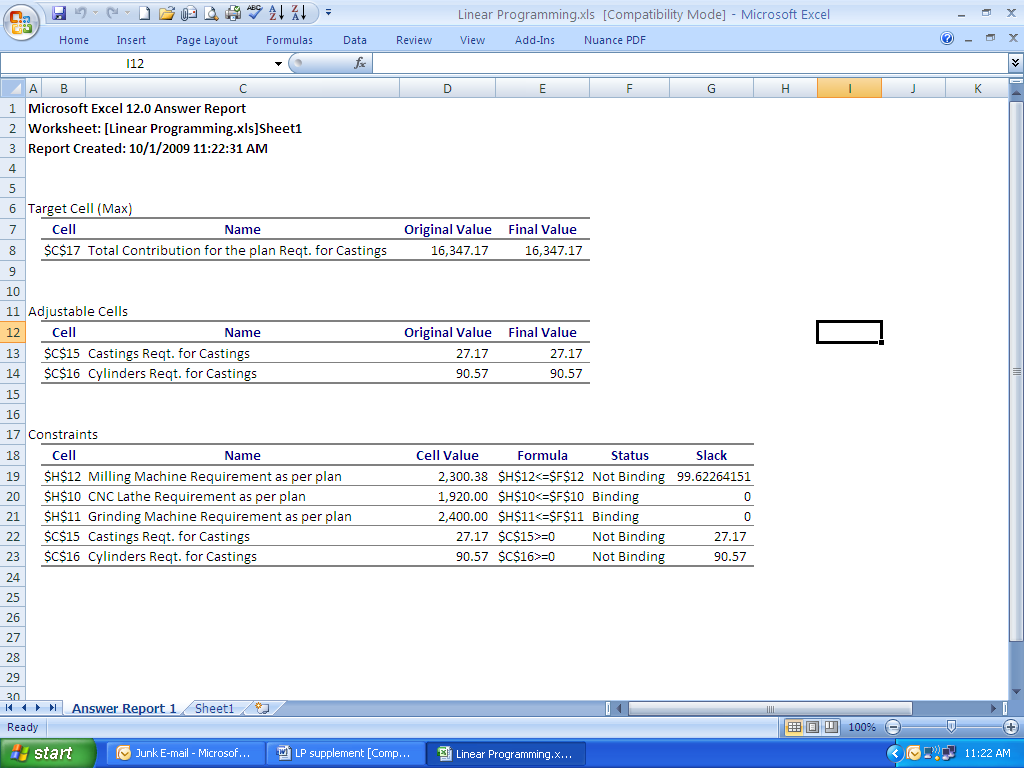 Linear Programming.xls [Compatibility Mode] - Microsoft Excel
Home Insert Page Layout Formulas Data Review View Add-Ins Nuance PDF
I12 fx
A B C D E F G H I J K
1 Microsoft Excel 12.0 Answer Report
2 Worksheet: [Linear Programming.xls]Sheet1
3 Report Created: 10/1/2009 11:22:31 AM
4
5
6 Target Cell (Max)
7 Cell Name Original Value Final Value
8 $C$17 Total Contribution for the plan Reqt. for Castings 16,347.17 16,347.17
9
10
11 Adjustable Cells
12 Cell Name Original Value Final Value
13 $C$15 Castings Reqt. for Castings 27.17 27.17
14 $C$16 Cylinders Reqt. for Castings 90.57 90.57
15
16
17 Constraints
18 Cell Name Cell Value Formula Status Slack
19 $H$12 Milling Machine Requirement as per plan 2,300.38 $H$12<=$F$12 Not Binding 99.62264151
20 $H$10 CNC Lathe Requirement as per plan 1,920.00 $H$10<=$F$10 Binding 0
21 $H$11 Grinding Machine Requirement as per plan 2,400.00 $H$11<=$F$11 Binding 0
22 $C$15 Castings Reqt. for Castings 27.17 $C$15>=0 Not Binding 27.17
23 $C$16 Cylinders Reqt. for Castings 90.57 $C$16>=0 Not Binding 90.57
24
25
26
27
28
29
30
Answer Report 1 Sheet1
Ready 100%
start Junk E-mail - Microsof... LP supplement [Comp... Linear Programming.x... 11:22 AM